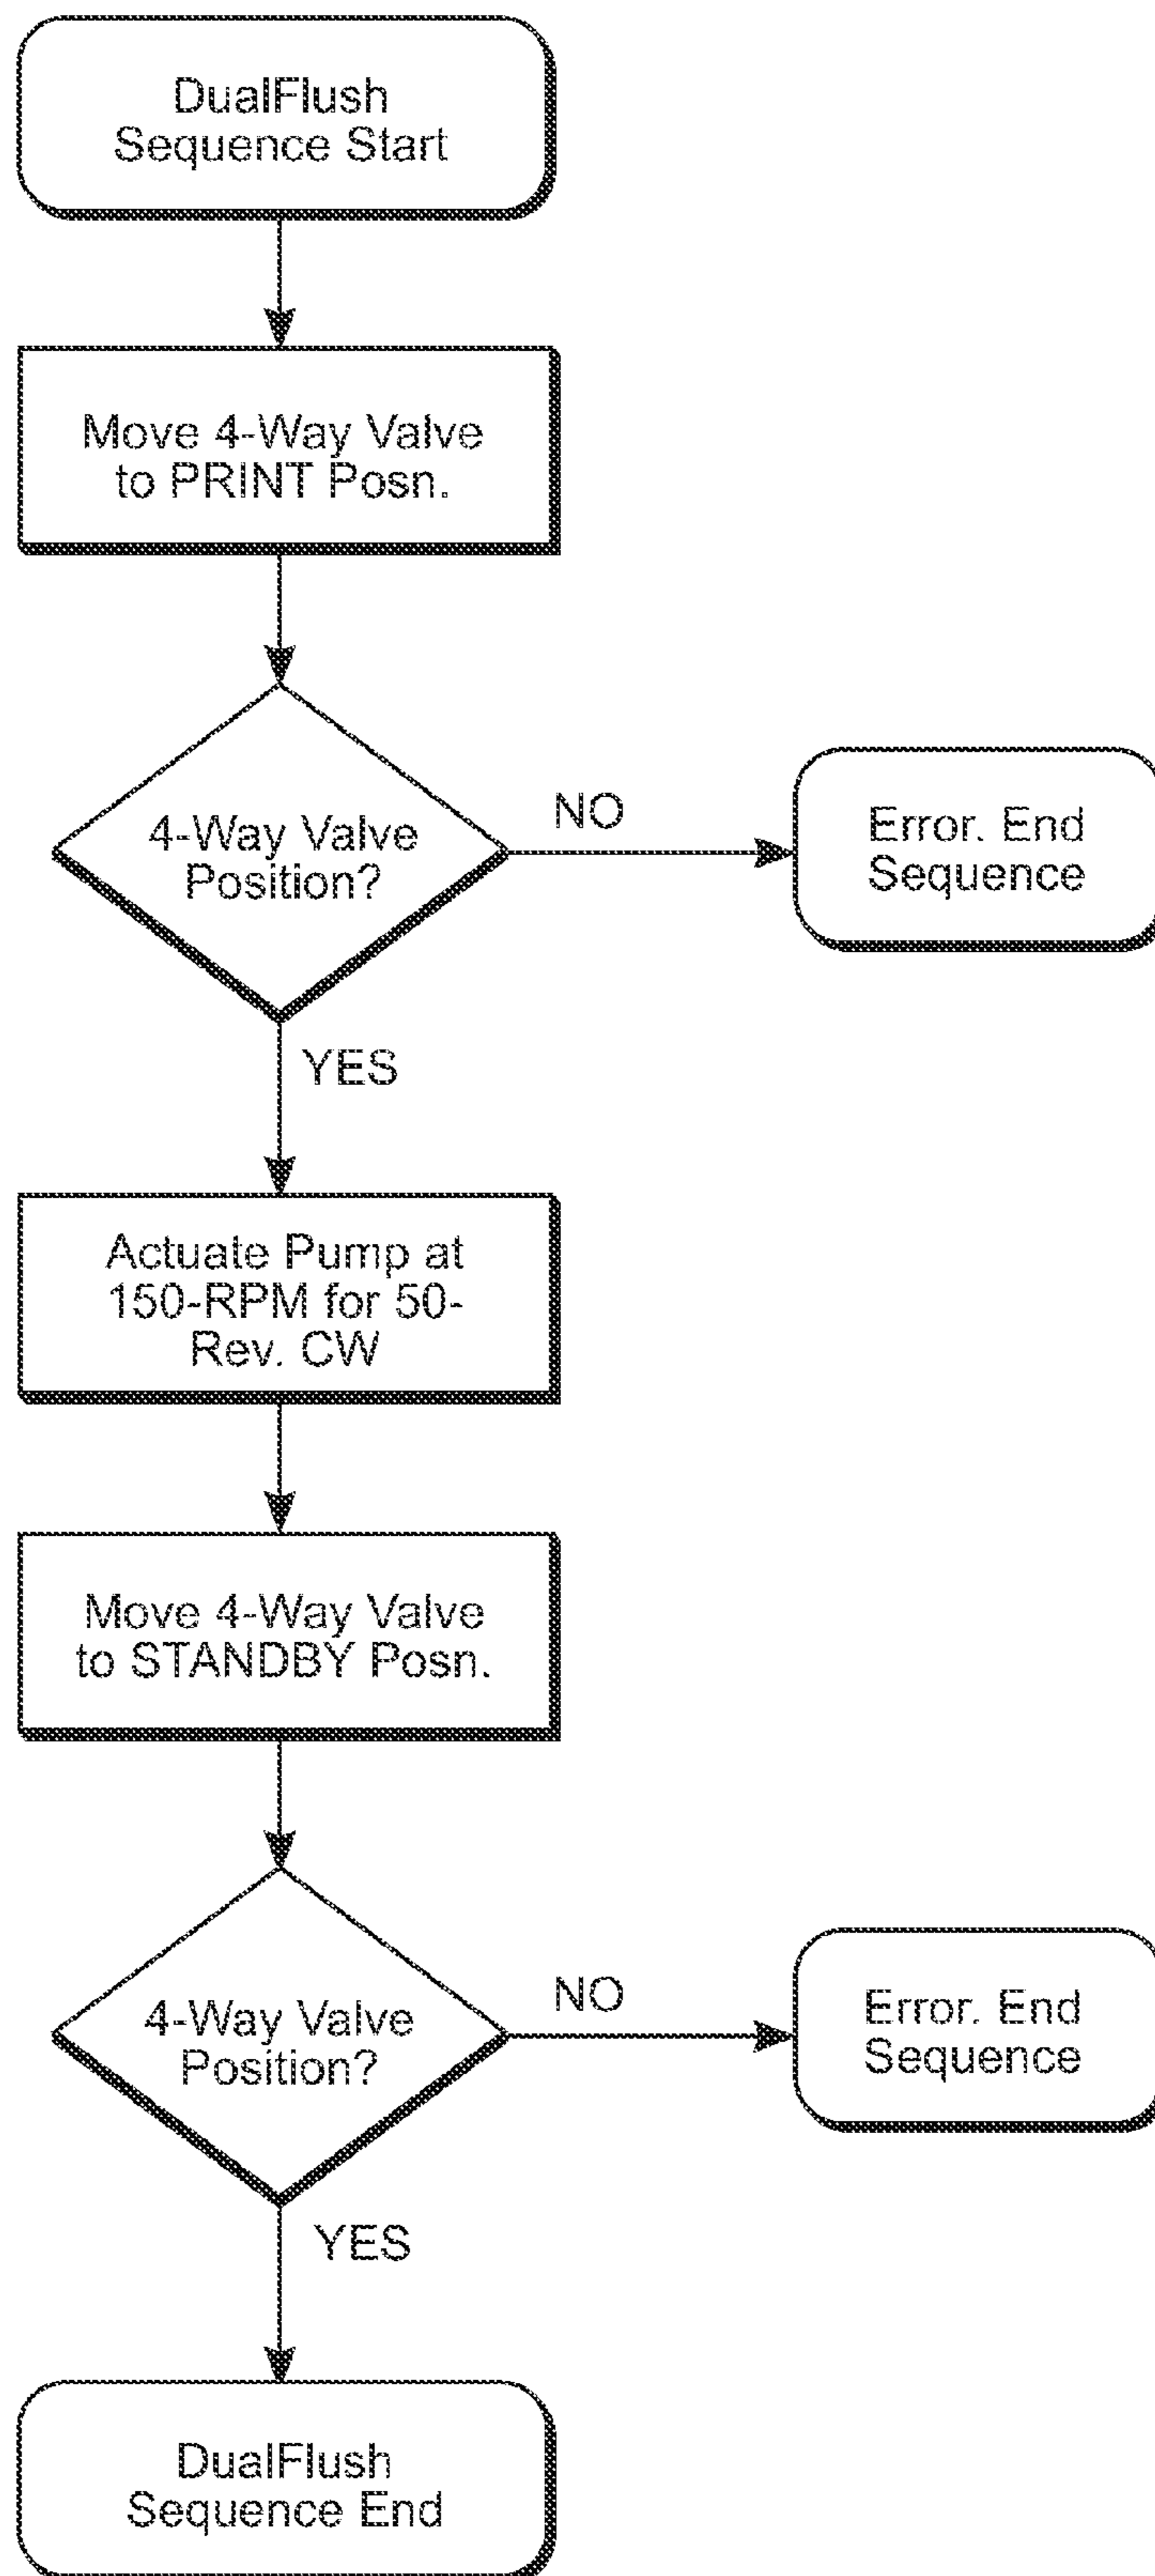 DualFlush
Sequence Start
Move 4-Way Valve
to PRINT Posn.
4-Way Valve
Position?
NO
Error. End
Sequence
YES
Actuate Pump at
150-RPM for 50-
Rev. CW
Move 4-Way Valve
to STANDBY Posn.
4-Way Valve
Position?
NO
Error. End
Sequence
YES
DualFlush
Sequence End